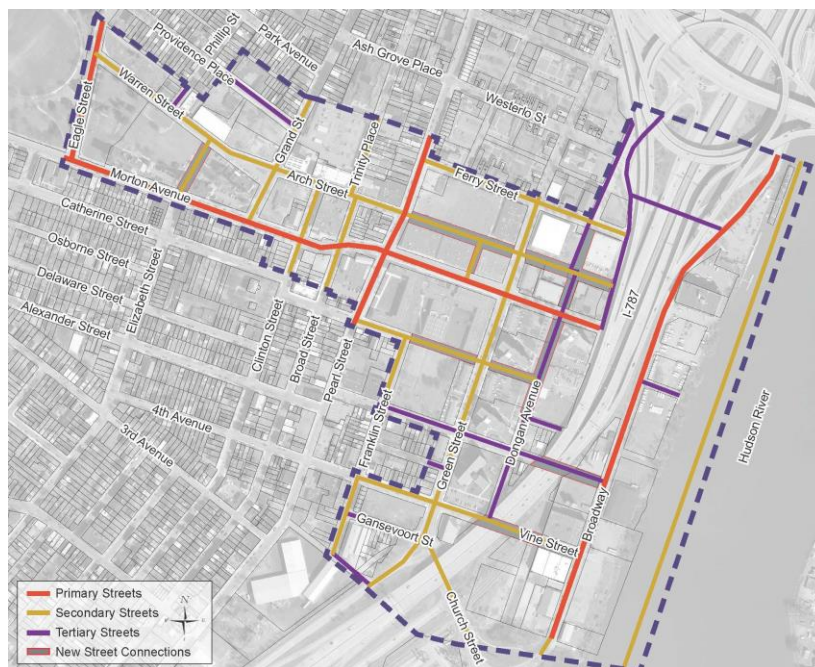 Providence Place
Phillip St
Park Avenue
Ash Grove Place
Westerlo St
Eagle Street
Warren Street
Grand St
Trinity Place
Arch Street
Ferry Street
Morton Avenue
Catherine Street
Osborne Street
Delaware Street
Alexander Street
Elizabeth Street
Clinton Street
Broad Street
Pearl Street
I-787
Hudson River
4th Avenue
3rd Avenue
Franklin Street
Green Street
Dongan Avenue
Broadway
Gansevoort St
Vine Street
Church Street
Primary Streets
Secondary Streets
Tertiary Streets
New Street Connections
N